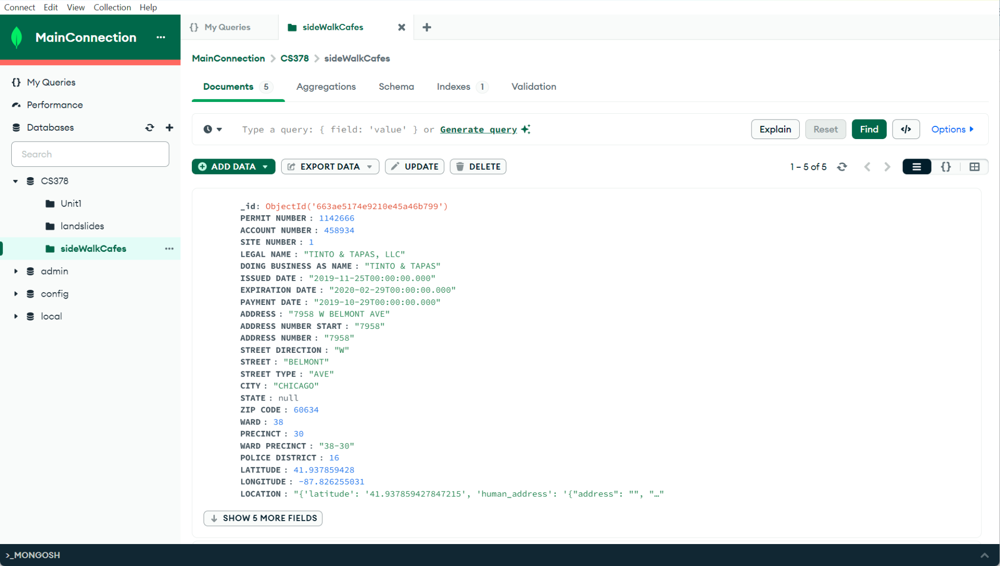 Connect Edit View Collection Help
MainConnection
{} My Queries
sideWalkCafes
MainConnection > CS378 > sideWalkCafes
{} My Queries
Performance
Databases
Search
CS378
Unit1
landslides
sideWalkCafes
admin
config
local
Documents 5 Aggregations Schema Indexes 1 Validation
Type a query: { field: 'value' } or Generate query
Explain Reset Find </> Options
ADD DATA EXPORT DATA UPDATE DELETE 1 – 5 of 5 {}
_id: ObjectId('663ae5174e9210e45a46b799')
PERMIT NUMBER : 1142666
ACCOUNT NUMBER : 458934
SITE NUMBER : 1
LEGAL NAME : "TINTO & TAPAS, LLC"
DOING BUSINESS AS NAME : "TINTO & TAPAS"
ISSUED DATE : "2019-11-25T00:00:00.000"
EXPIRATION DATE : "2020-02-29T00:00:00.000"
PAYMENT DATE : "2019-10-29T00:00:00.000"
ADDRESS : "7958 W BELMONT AVE"
ADDRESS NUMBER START : "7958"
ADDRESS NUMBER : "7958"
STREET DIRECTION : "W"
STREET : "BELMONT"
STREET TYPE : "AVE"
CITY : "CHICAGO"
STATE : null
ZIP CODE : 60634
WARD : 38
PRECINCT : 30
WARD PRECINCT : "38-30"
POLICE DISTRICT : 16
LATITUDE : 41.937859428
LONGITUDE : -87.826255031
LOCATION : "{'latitude': '41.937859427847215', 'human_address': '{"address": "", "…"
SHOW 5 MORE FIELDS
>_MONGOSH